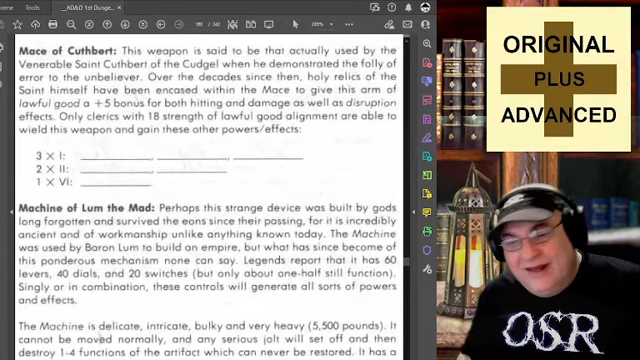 Tools
_AD&D 1st Dunge...
225%
Mace of Cuthbert: This weapon is said to be that actually used by the
Venerable Saint Cuthbert of the Cudgel when he demonstrated the folly of
error to the unbeliever. Over the decades since then, holy relics of the
Saint himself have been encased within the Mace to give this arm of
lawful good a +5 bonus for both hitting and damage as well as disruption
effects. Only clerics with 18 strength of lawful good alignment are able to
wield this weapon and gain these other powers/effects:
3 X I:
2 X II:
1 X VI:
Machine of Lum the Mad: Perhaps this strange device was built by gods
long forgotten and survived the eons since their passing, for it is incredibly
ancient and of workmanship unlike anything known today. The Machine
was used by Baron Lum to build an empire, but what has since become of
this ponderous mechanism none can say. Legends report that it has 60
levers, 40 dials, and 20 switches (but only about one-half still function).
Singly or in combination, these controls will generate all sorts of powers
and effects.
The Machine is delicate, intricate, bulky and very heavy (5,500 pounds). It
cannot be moved normally, and any serious jolt will set off and then
destroy 1-4 functions of the artifact which can never be restored. It has a
ORIGINAL
PLUS
ADVANCED
OSR